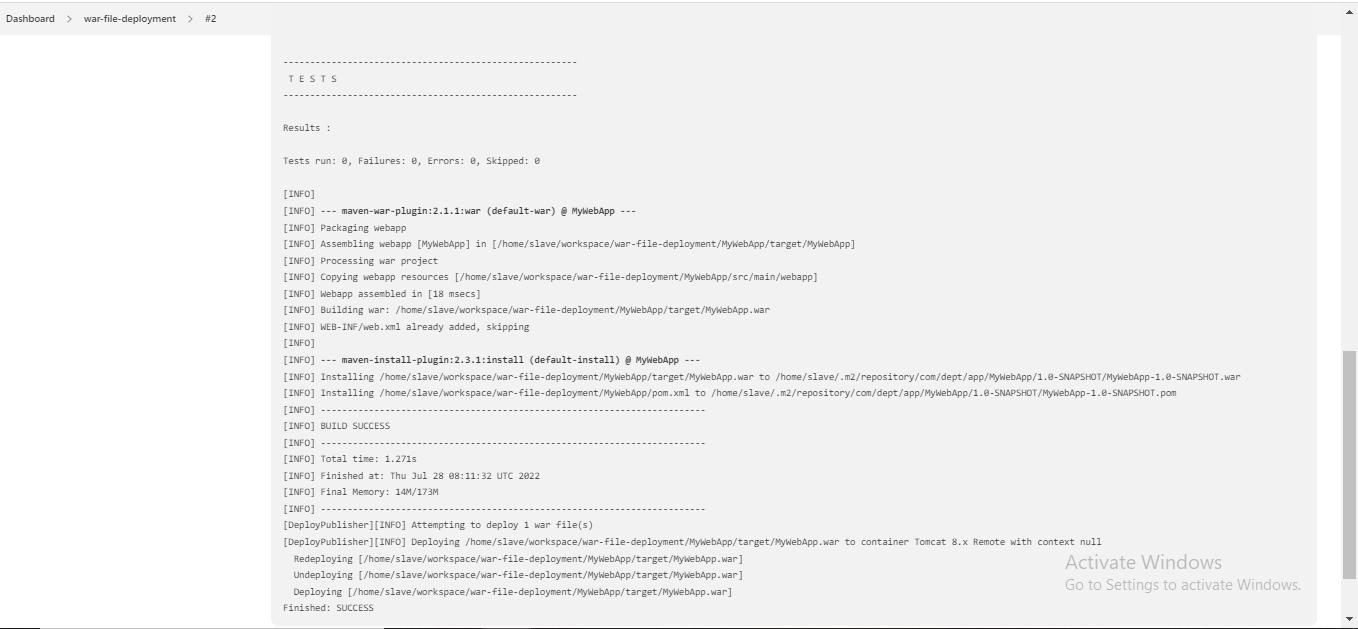 Dashboard > war-file-deployment > #2
-------------------------------------------------------
T E S T S
-------------------------------------------------------
Results :
Tests run: 0, Failures: 0, Errors: 0, Skipped: 0
[INFO]
[INFO] --- maven-war-plugin:2.1.1:war (default-war) @ MyWebApp ---
[INFO] Packaging webapp
[INFO] Assembling webapp [MyWebApp] in [/home/slave/workspace/war-file-deployment/MyWebApp/target/MyWebApp]
[INFO] Processing war project
[INFO] Copying webapp resources [/home/slave/workspace/war-file-deployment/MyWebApp/src/main/webapp]
[INFO] Webapp assembled in [18 msecs]
[INFO] Building war: /home/slave/workspace/war-file-deployment/MyWebApp/target/MyWebApp.war
[INFO] WEB-INF/web.xml already added, skipping
[INFO]
[INFO] --- maven-install-plugin:2.3.1:install (default-install) @ MyWebApp ---
[INFO] Installing /home/slave/workspace/war-file-deployment/MyWebApp/target/MyWebApp.war to /home/slave/.m2/repository/com/dept/app/MyWebApp/1.0-SNAPSHOT/MyWebApp-1.0-SNAPSHOT.war
[INFO] Installing /home/slave/workspace/war-file-deployment/MyWebApp/pom.xml to /home/slave/.m2/repository/com/dept/app/MyWebApp/1.0-SNAPSHOT/MyWebApp-1.0-SNAPSHOT.pom
[INFO] ------------------------------------------------------------------------
[INFO] BUILD SUCCESS
[INFO] ------------------------------------------------------------------------
[INFO] Total time: 1.271s
[INFO] Finished at: Thu Jul 28 08:11:32 UTC 2022
[INFO] Final Memory: 14M/173M
[INFO] ------------------------------------------------------------------------
[DeployPublisher][INFO] Attempting to deploy 1 war file(s)
[DeployPublisher][INFO] Deploying /home/slave/workspace/war-file-deployment/MyWebApp/target/MyWebApp.war to container Tomcat 8.x Remote with context null
Redeploying [/home/slave/workspace/war-file-deployment/MyWebApp/target/MyWebApp.war]
Undeploying [/home/slave/workspace/war-file-deployment/MyWebApp/target/MyWebApp.war]
Deploying [/home/slave/workspace/war-file-deployment/MyWebApp/target/MyWebApp.war]
Finished: SUCCESS
Activate Windows
Go to Settings to activate Windows.